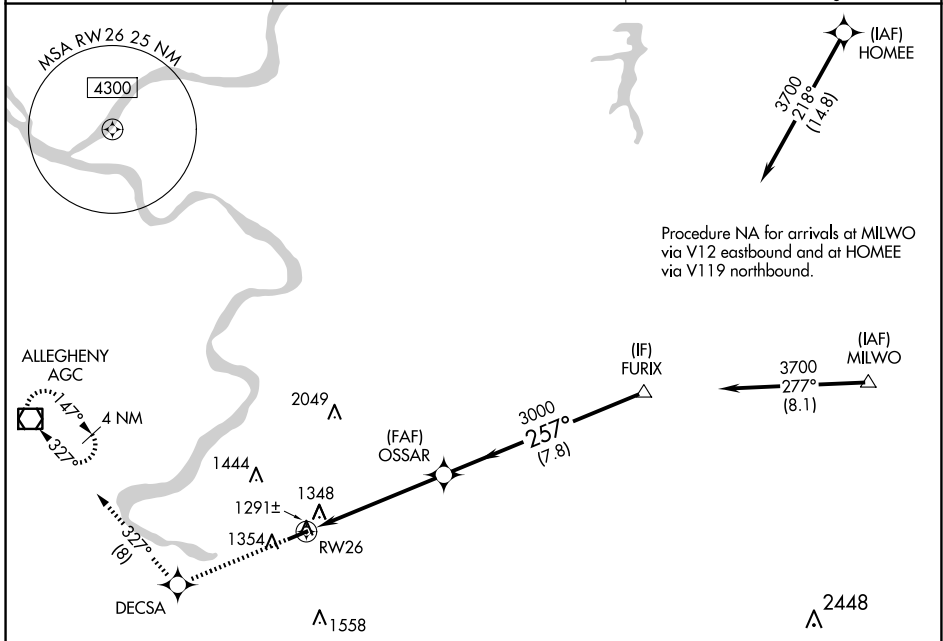 MSA RW 26 25 NM
4300
(IAF)
HOMEE
3700
218°
(14.8)
Procedure NA for arrivals at MILWO
via V12 eastbound and at HOMEE
via V119 northbound.
ALLEGHENY
AGC
147°
4 NM
327°
(IAF)
MILWO
3700
277°
(8.1)
(IF)
FURIX
3000
257°
(7.8)
(FAF)
OSSAR
2049
1444
1291±
1348
1354
RW26
327°
(8)
DECSA
1558
2448